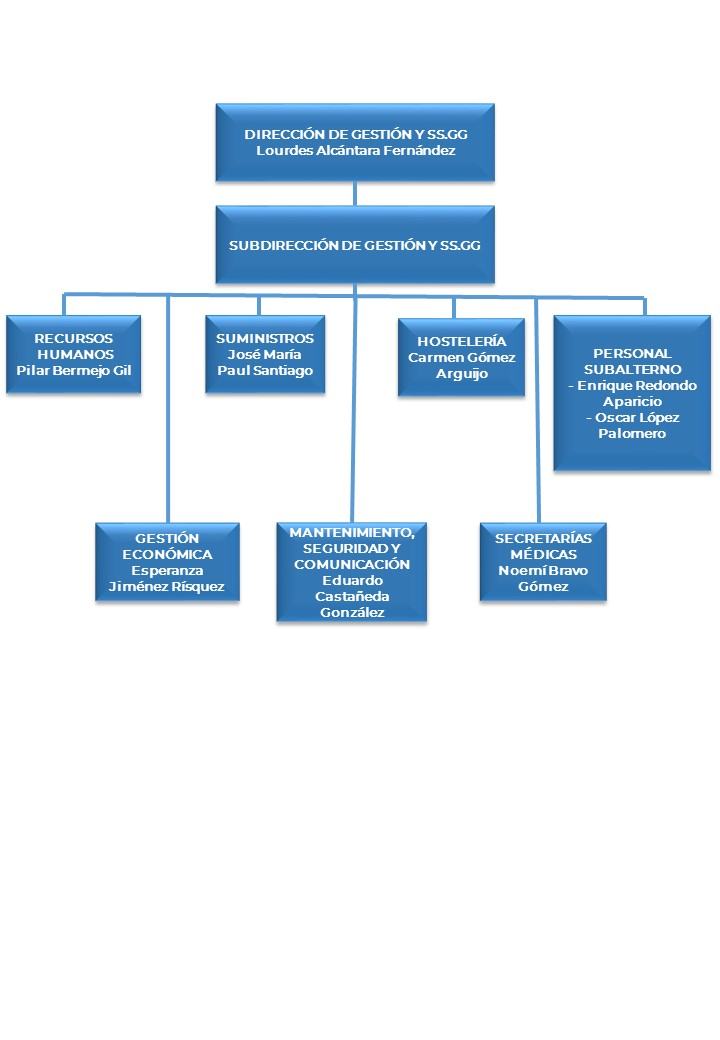 DIRECCIÓN DE GESTIÓN Y SS.GG
Lourdes Alcántara Fernández
SUBDIRECCIÓN DE GESTIÓN Y SS.GG
RECURSOS
HUMANOS
Pilar Bermejo Gil
SUMINISTROS
José María
Paul Santiago
HOSTELERÍA
Carmen Gómez
Arguijo
PERSONAL
SUBALTERNO
- Enrique Redondo
Aparicio
- Oscar López
Palomero
GESTIÓN
ECONÓMICA
Esperanza
Jiménez Rísquez
MANTENIMIENTO,
SEGURIDAD Y
COMUNICACIÓN
Eduardo
Castañeda
González
SECRETARÍAS
MÉDICAS
Noemí Bravo
Gómez